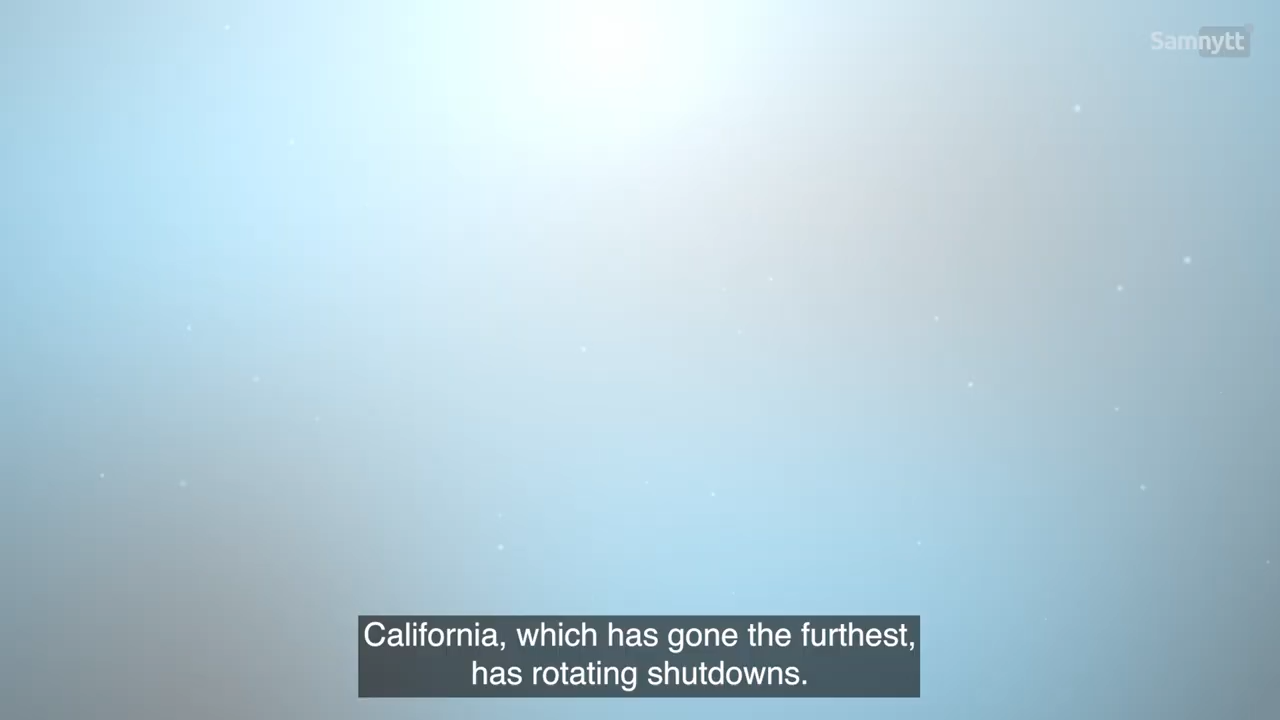 Samnytt
California, which has gone the furthest,
has rotating shutdowns.